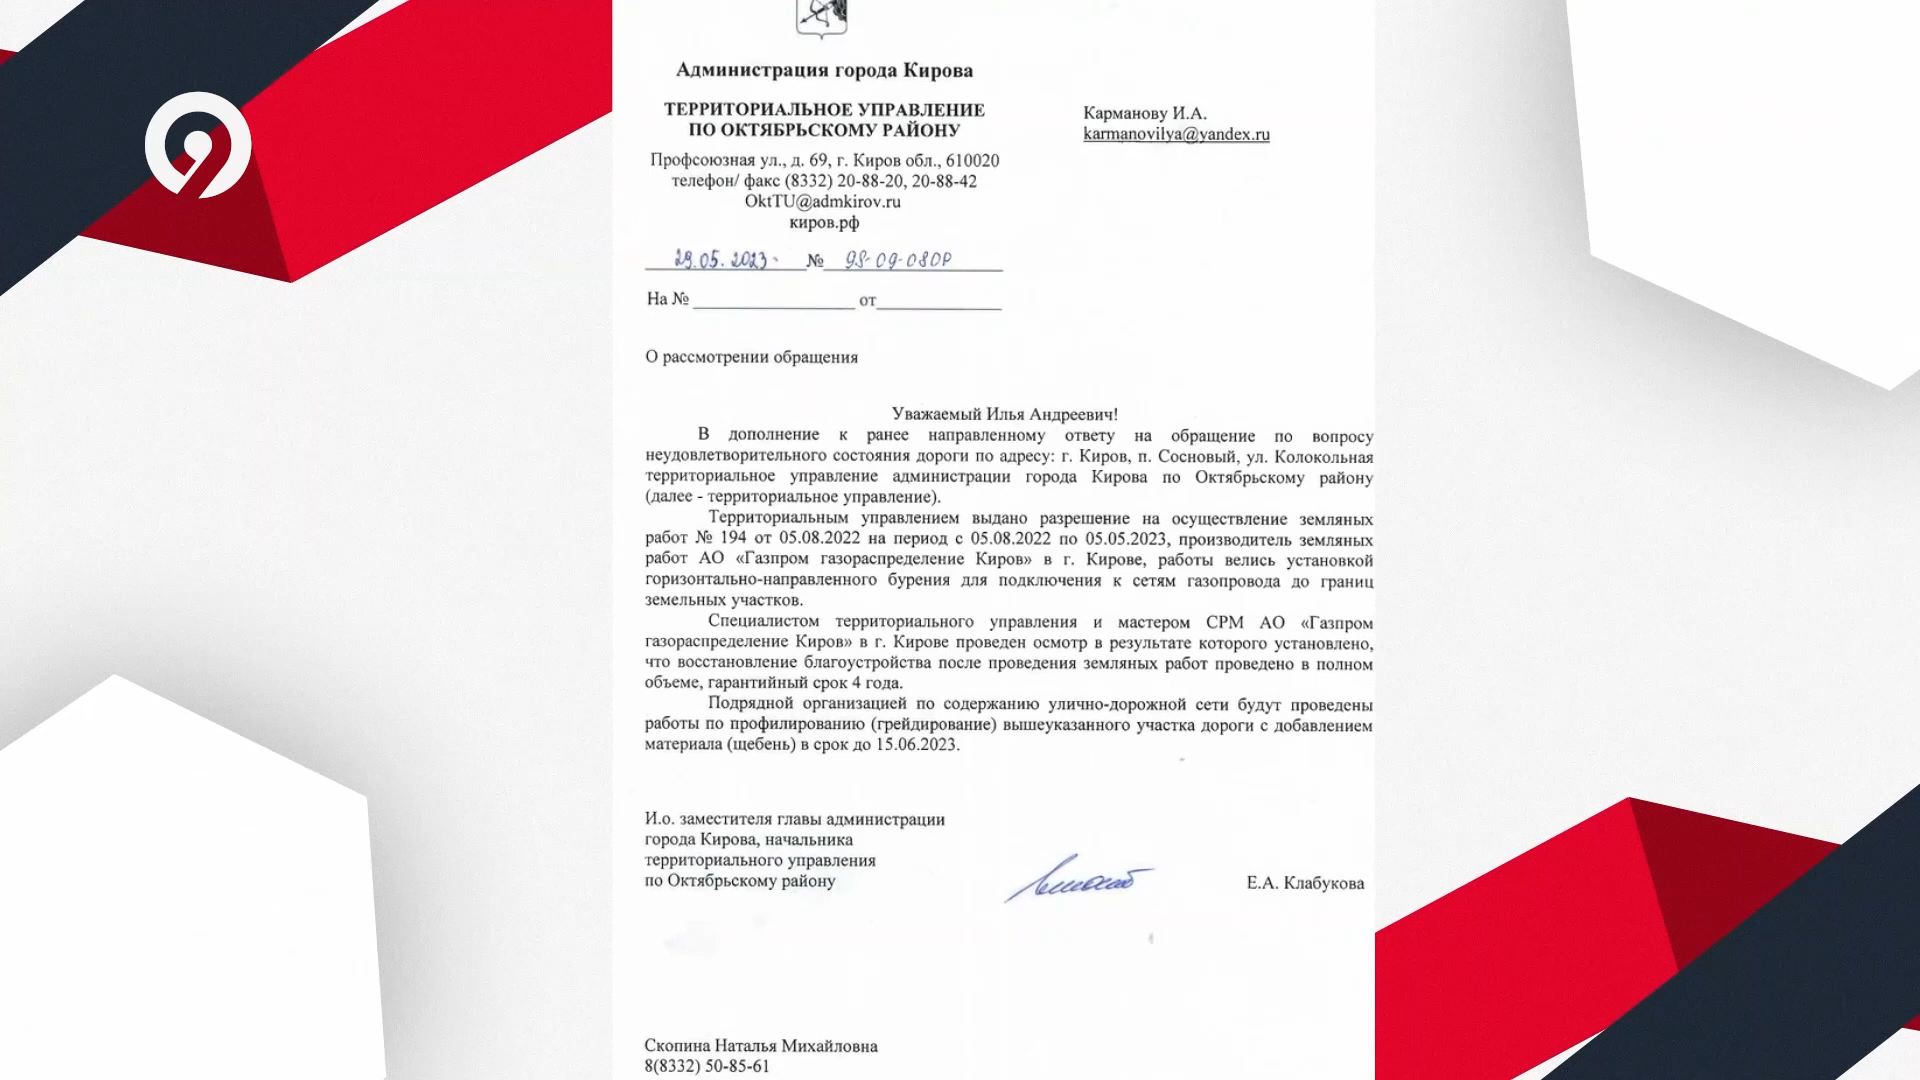 Администрация города Кирова
ТЕРРИТОРИАЛЬНОЕ УПРАВЛЕНИЕ
ПО ОКТЯБРЬСКОМУ РАЙОНУ
Профсоюзная ул., д. 69, г. Киров обл., 610020
телефон/ факс (8332) 20-88-20, 20-88-42
OktTU@admkirov.ru
киров.рф
29.05.2023 № 98-09-08ОР
На № от
Карманову И.А.
karmanovilya@yandex.ru
О рассмотрении обращения
Уважаемый Илья Андреевич!
В дополнение к ранее направленному ответу на обращение по вопросу
неудовлетворительного состояния дороги по адресу: г. Киров, п. Сосновый, ул. Колокольная
территориальное управление администрации города Кирова по Октябрьскому району
(далее - территориальное управление).
Территориальным управлением выдано разрешение на осуществление земляных
работ № 194 от 05.08.2022 на период с 05.08.2022 по 05.05.2023, производитель земляных
работ АО «Газпром газораспределение Киров» в г. Кирове, работы велись установкой
горизонтально-направленного бурения для подключения к сетям газопровода до границ
земельных участков.
Специалистом территориального управления и мастером СРМ АО «Газпром
газораспределение Киров» в г. Кирове проведен осмотр в результате которого установлено,
что восстановление благоустройства после проведения земляных работ проведено в полном
объеме, гарантийный срок 4 года.
Подрядной организацией по содержанию улично-дорожной сети будут проведены
работы по профилированию (грейдирование) вышеуказанного участка дороги с добавлением
материала (щебень) в срок до 15.06.2023.
И.о. заместителя главы администрации
города Кирова, начальника
территориального управления
по Октябрьскому району
Е.А. Клабукова
Скопина Наталья Михайловна
8(8332) 50-85-61